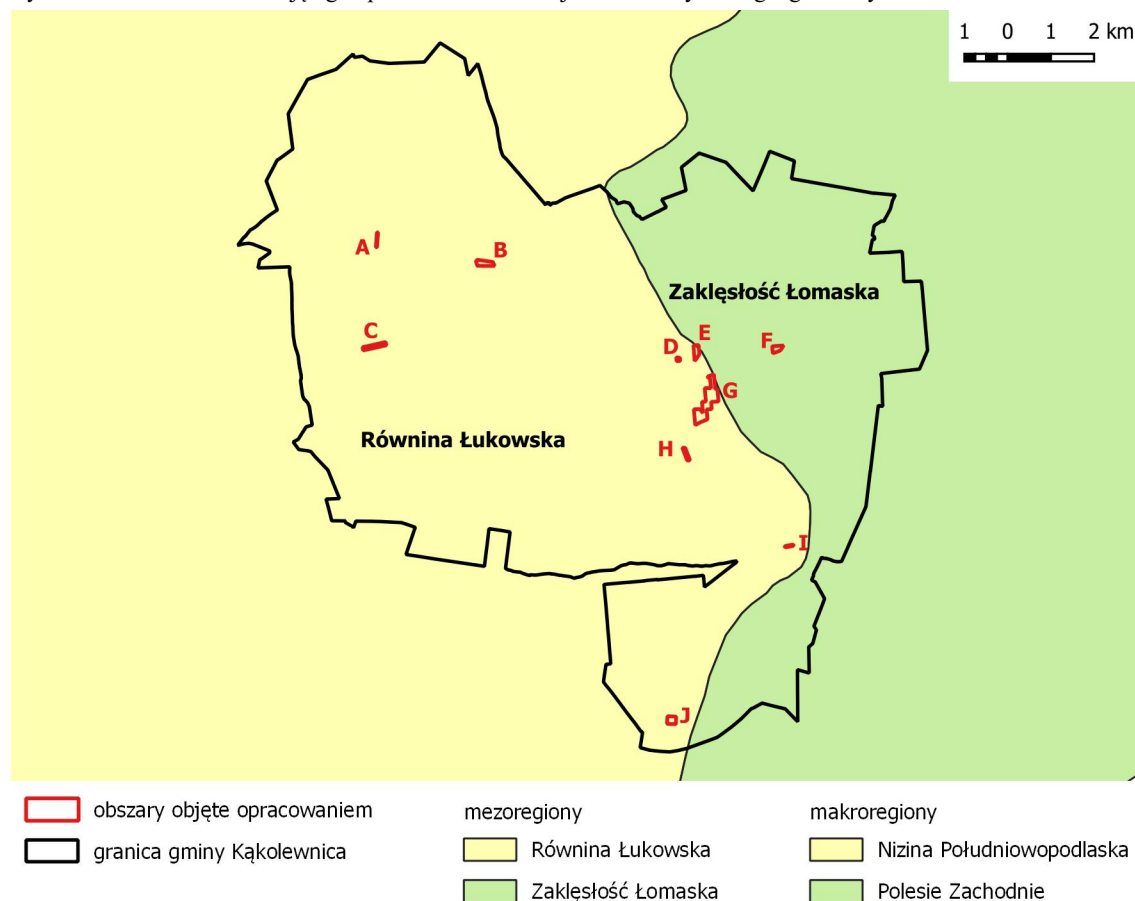 1 0 1 2 km
A
B
Zaklęsłość Łomaska
C
D
E
F
G
Równina Łukowska
H
I
J
obszary objęte opracowaniem
granica gminy Kąkolewnica
mezoregiony
Równina Łukowska
Zaklęsłość Łomaska
makroregiony
Nizina Południowopodlaska
Polesie Zachodnie